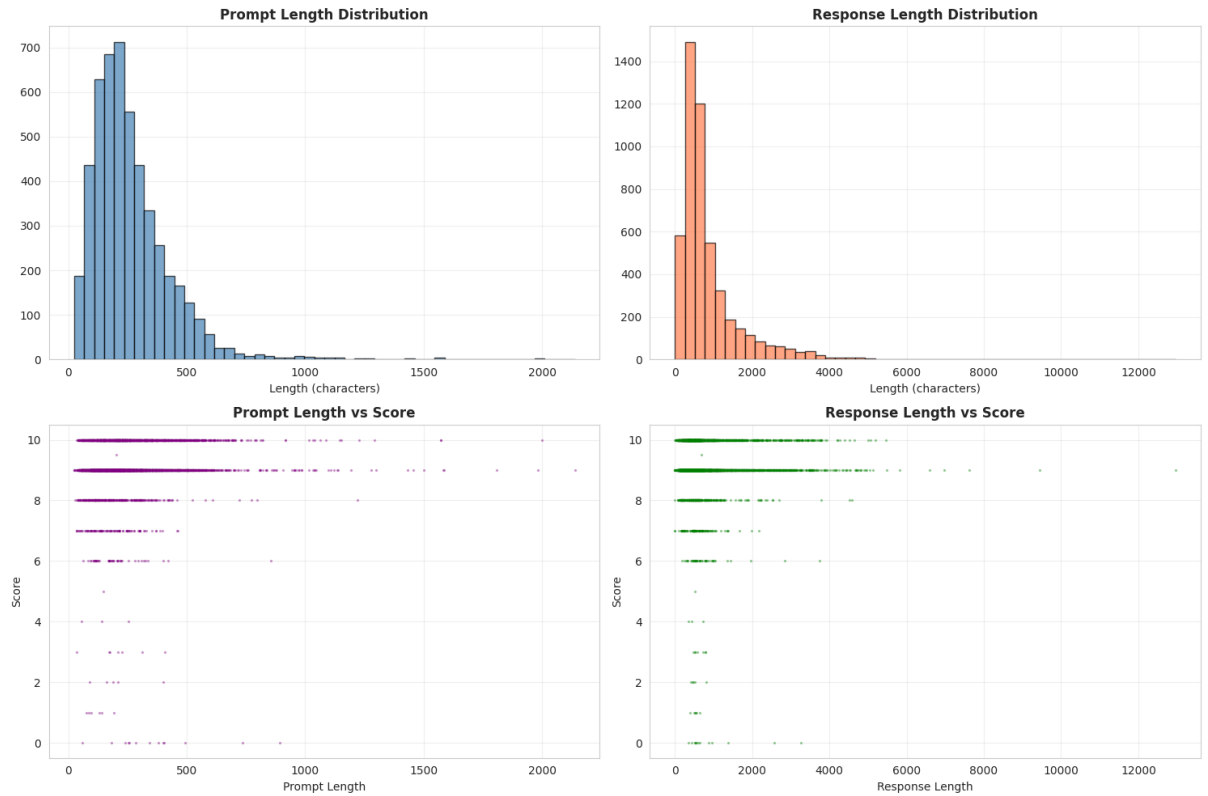 Prompt Length Distribution
700
600
500
400
300
200
100
0
0 500 1000 1500 2000
Length (characters)
Response Length Distribution
1400
1200
1000
800
600
400
200
0
0 2000 4000 6000 8000 10000 12000
Length (characters)
Prompt Length vs Score
Score
10
8
6
4
2
0
0 500 1000 1500 2000
Prompt Length
Response Length vs Score
Score
10
8
6
4
2
0
0 2000 4000 6000 8000 10000 12000
Response Length